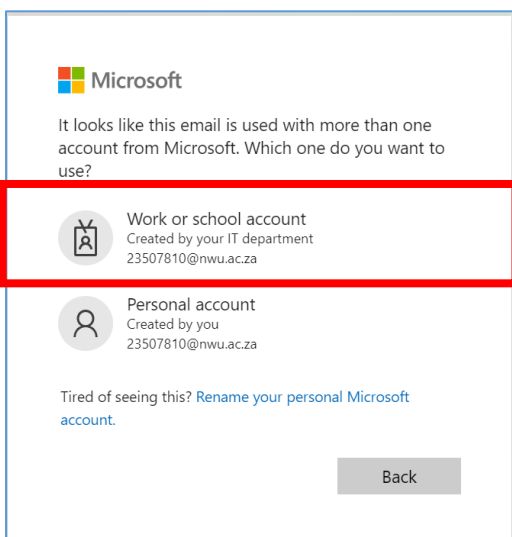 Microsoft
It looks like this email is used with more than one
account from Microsoft. Which one do you want to
use?
Work or school account
Created by your IT department
23507810@nwu.ac.za
Personal account
Created by you
23507810@nwu.ac.za
Tired of seeing this? Rename your personal Microsoft
account.
Back